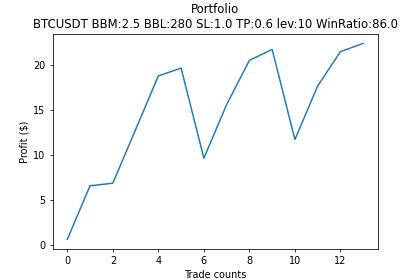 Portfolio
BTCUSDT BBM:2.5 BBL:280 SL:1.0 TP:0.6 lev:10 WinRatio:86.0
20
15
10
5
0
Profit ($)
0 2 4 6 8 10 12
Trade counts